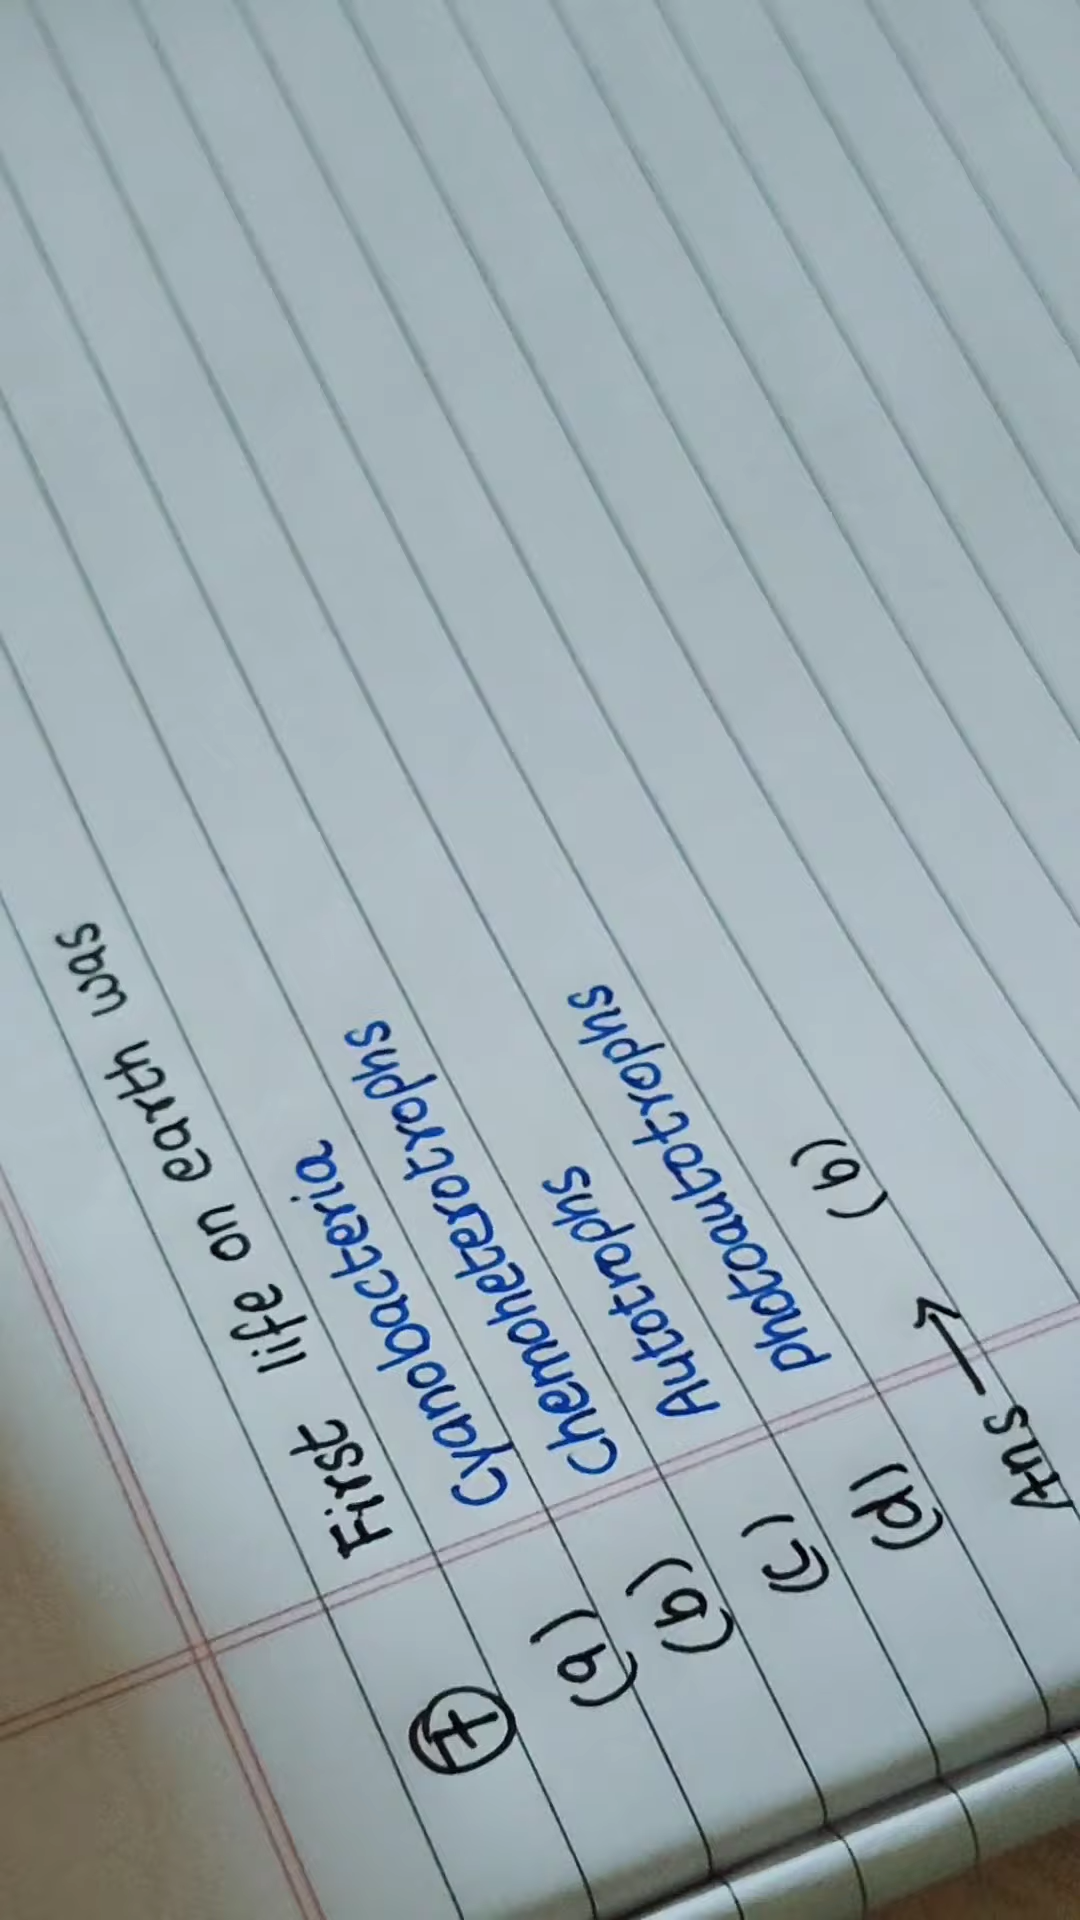 7 First life on earth was
(a) Cyanobacteria
(b) Chemoheterotrophs
(c) Autotrophs
(d) photoautotrophs
Ans → (b)